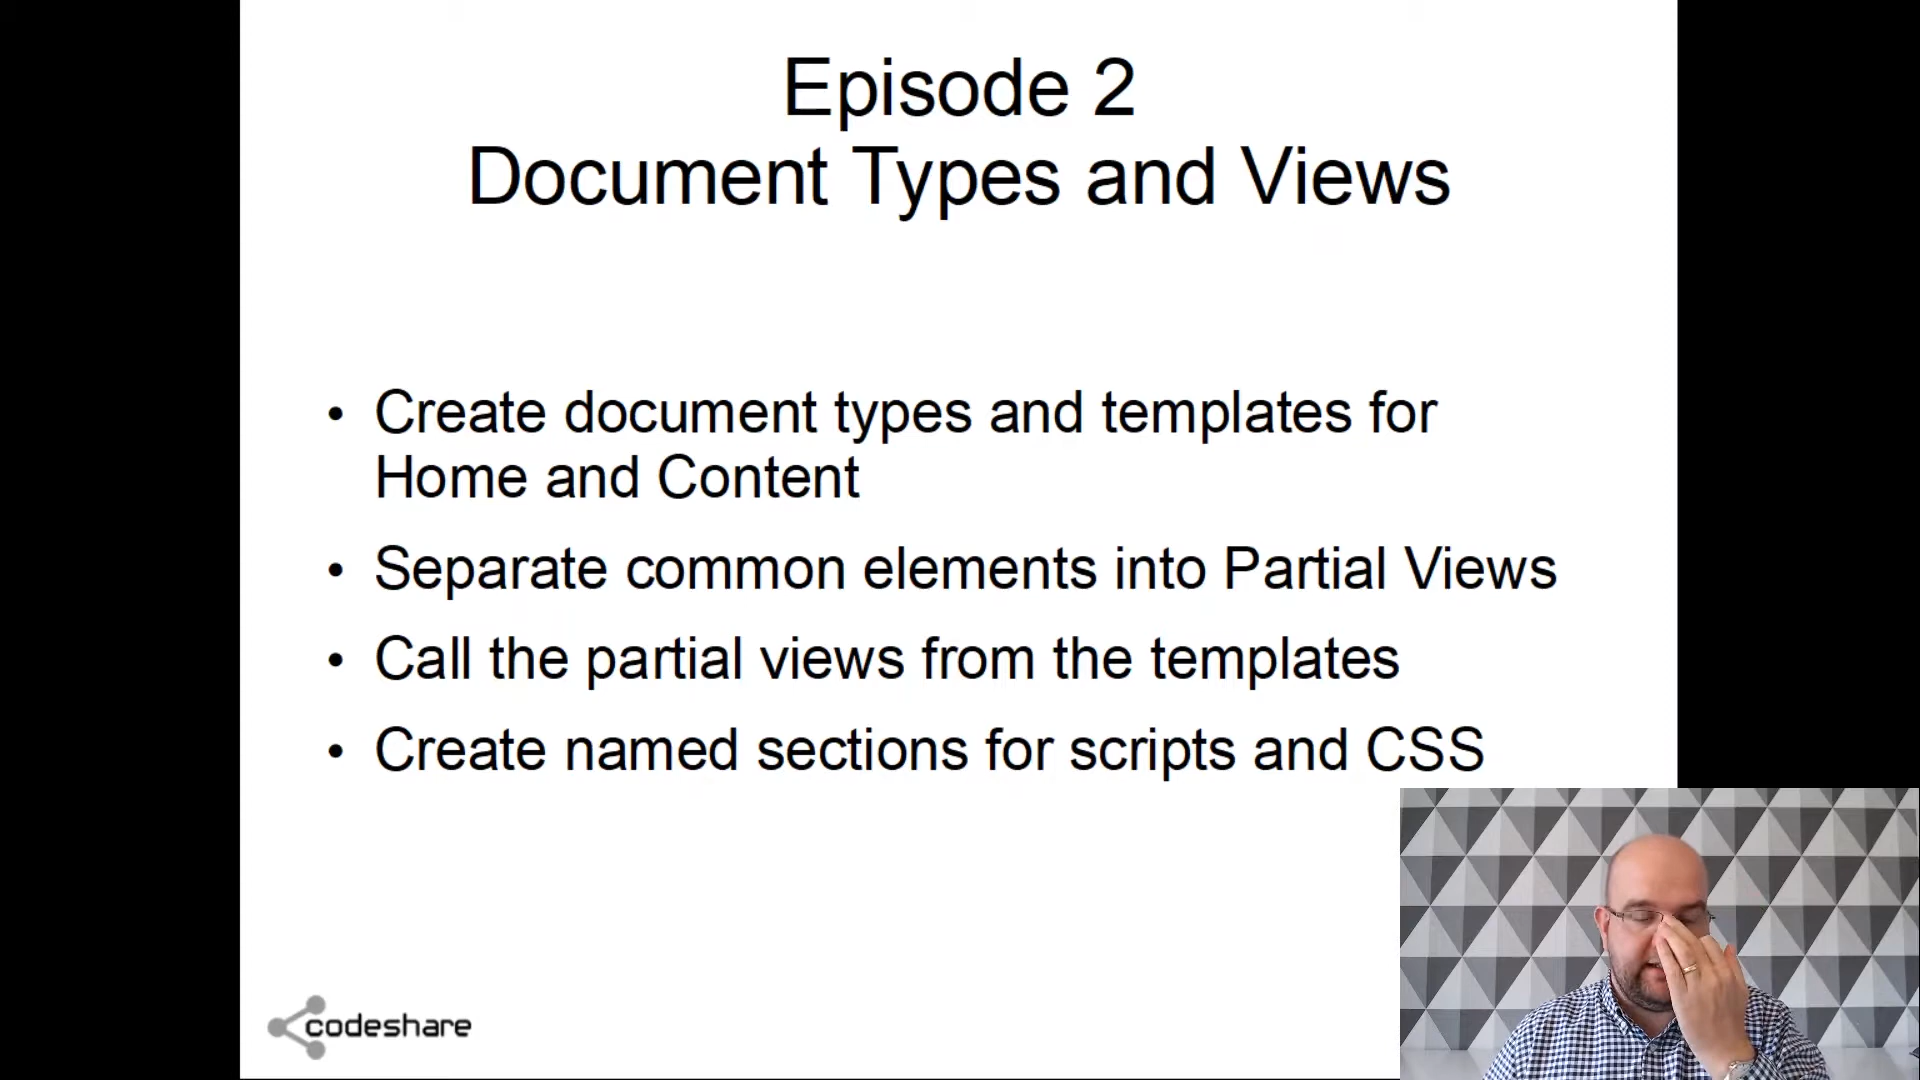 Episode 2
Document Types and Views
• Create document types and templates for
Home and Content
• Separate common elements into Partial Views
• Call the partial views from the templates
• Create named sections for scripts and CSS
codeshare